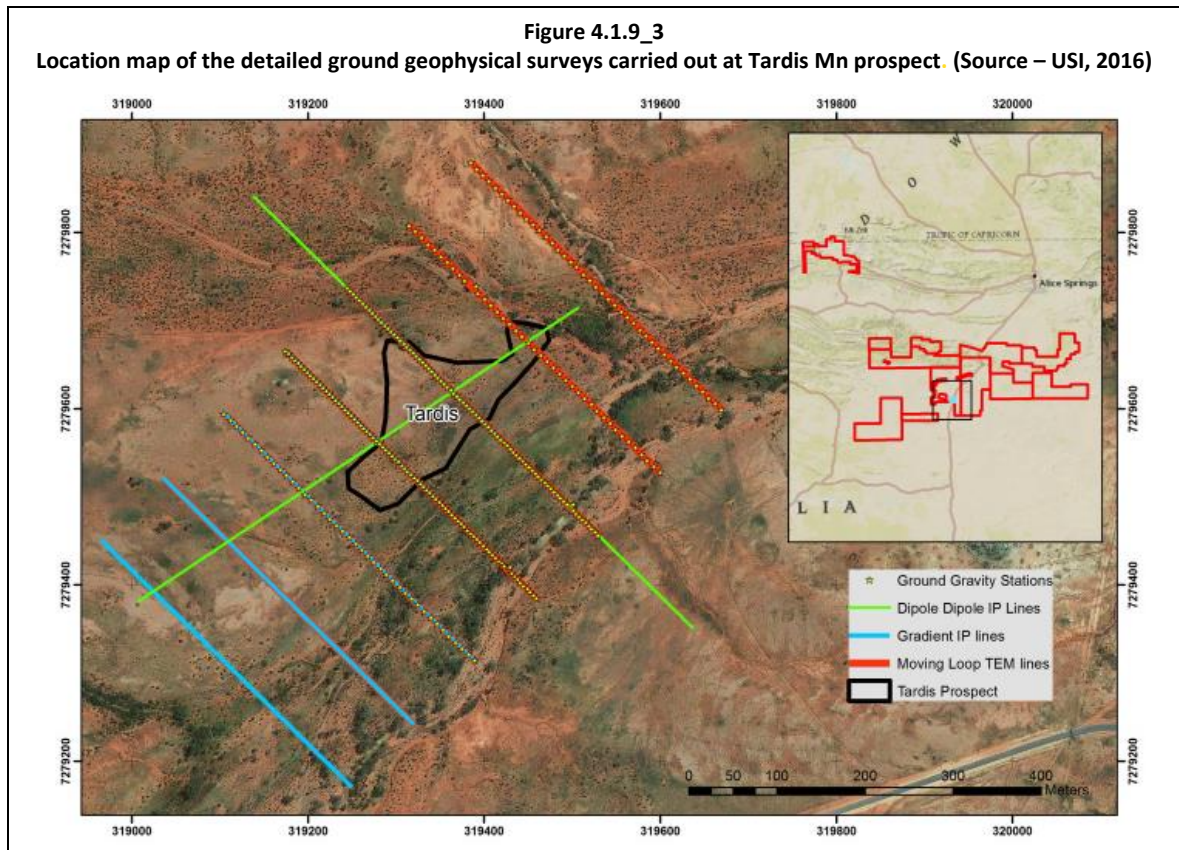 Figure 4.1.9_3
Location map of the detailed ground geophysical surveys carried out at Tardis Mn prospect. (Source – USI, 2016)
319000 319200 319400 319600 319800 320000
7279800 7279800
D O W
TROPIC OF CAPRICORN
Alice Springs
7279600 7279600
Tardis
L I A
7279400 7279400
Ground Gravity Stations
Dipole Dipole IP Lines
Gradient IP lines
Moving Loop TEM lines
Tardis Prospect
7279200 7279200
0 50 100 200 300 400
Meters
319000 319200 319400 319600 319800 320000